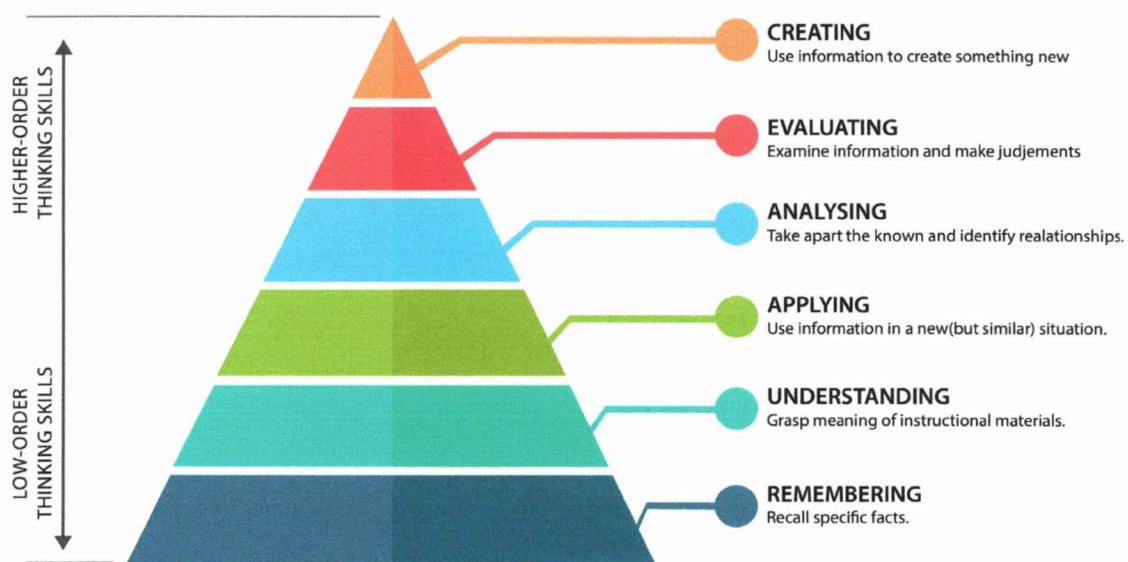 HIGHER-ORDER
THINKING SKILLS
LOW-ORDER
THINKING SKILLS
CREATING
Use information to create something new
EVALUATING
Examine information and make judjements
ANALYSING
Take apart the known and identify realationships.
APPLYING
Use information in a new(but similar) situation.
UNDERSTANDING
Grasp meaning of instructional materials.
REMEMBERING
Recall specific facts.